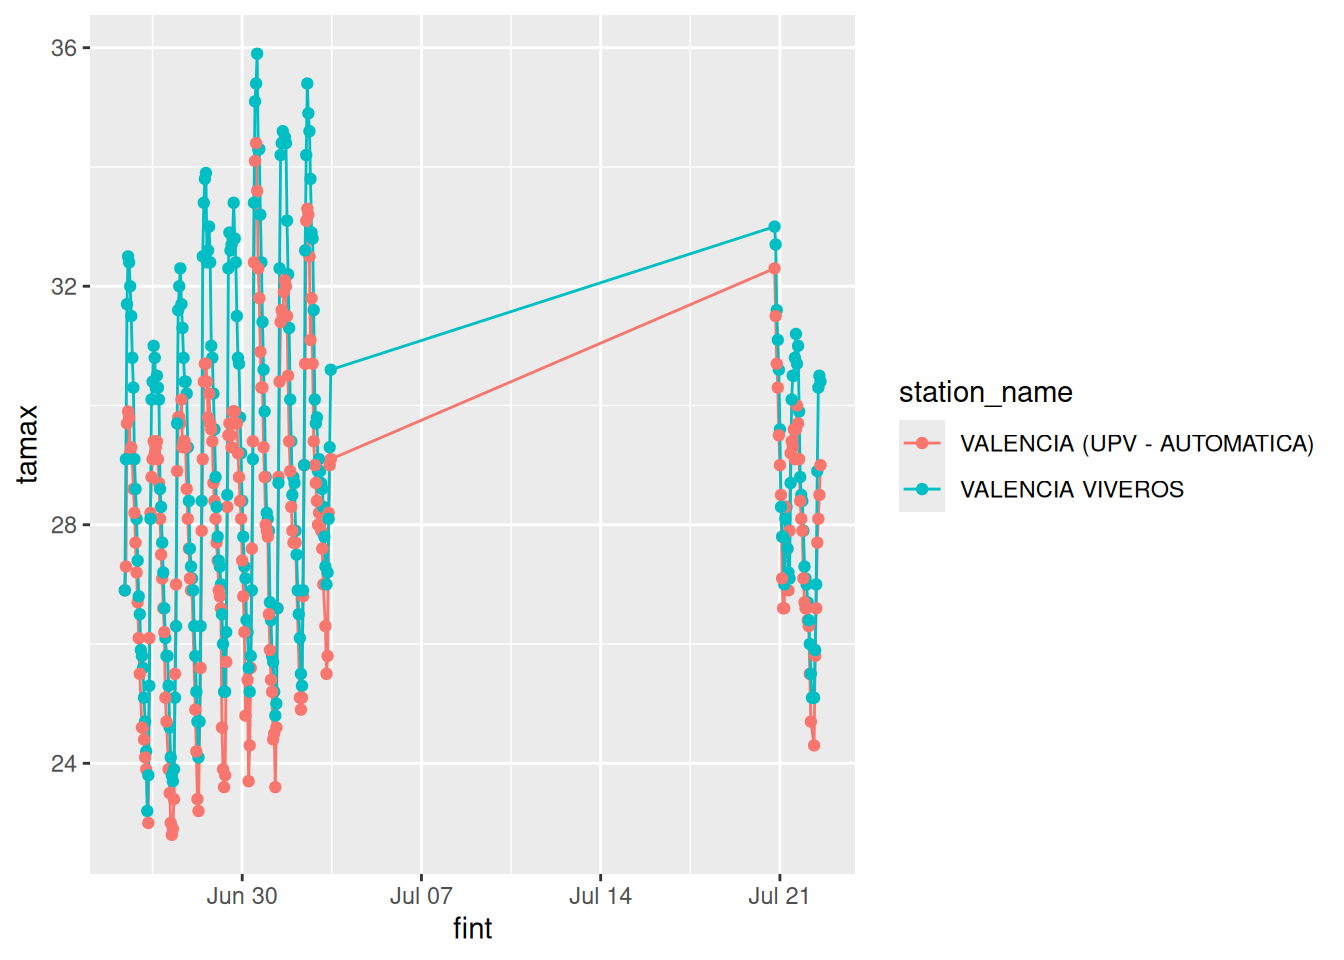 36
32
28
24
tamax
Jun 30
Jul 07
Jul 14
Jul 21
fint
station_name
VALENCIA (UPV - AUTOMATICA)
VALENCIA VIVEROS